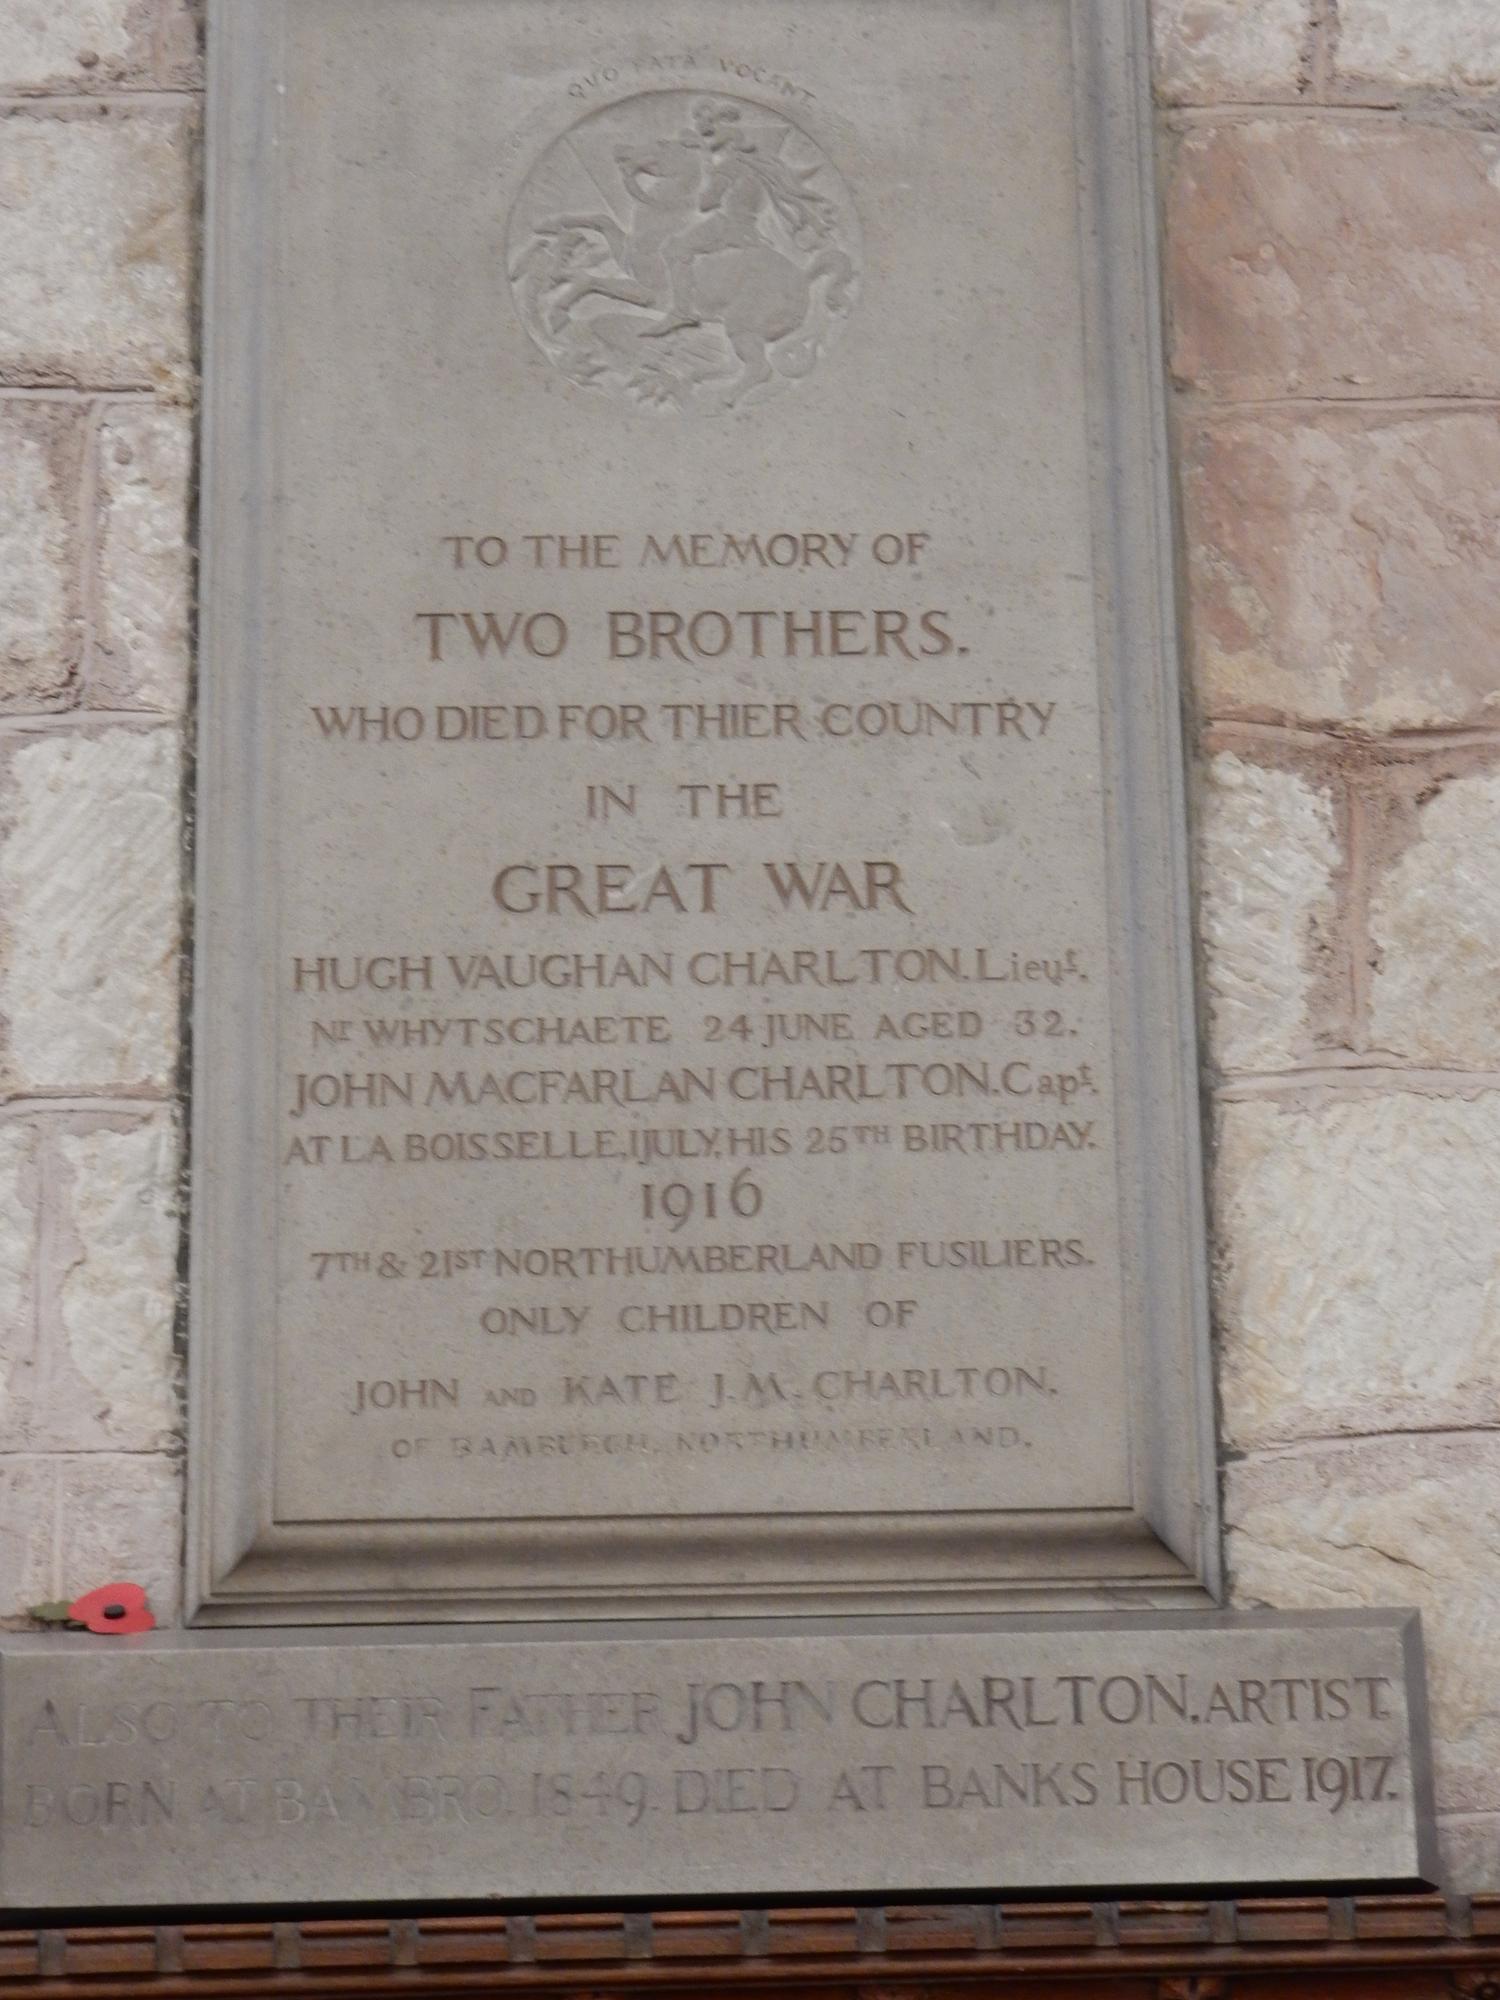 QUO FATA VOCANT
TO THE MEMORY OF
TWO BROTHERS.
WHO DIED FOR THIER COUNTRY
IN THE
GREAT WAR
HUGH VAUGHAN CHARLTON. Lieut.
Nr WHYTSCHAETE 24 JUNE AGED 32.
JOHN MACFARLAN CHARLTON. Capt.
AT LA BOISSELLE, 1 JULY, HIS 25TH BIRTHDAY.
1916
7TH & 21ST NORTHUMBERLAND FUSILIERS.
ONLY CHILDREN OF
JOHN AND KATE J. M. CHARLTON.
OF BAMBURGH, NORTHUMBERLAND.
ALSO TO THEIR FATHER JOHN CHARLTON. ARTIST.
BORN AT BAMBRO 1849. DIED AT BANKS HOUSE 1917.